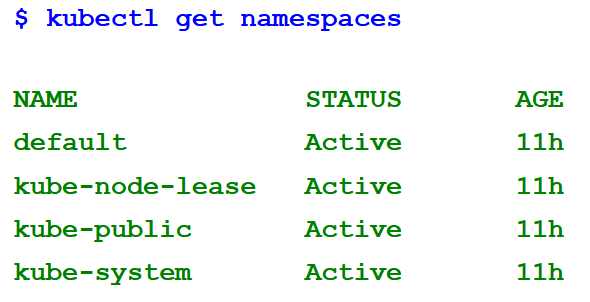 $ kubectl get namespaces
NAME STATUS AGE
default Active 11h
kube-node-lease Active 11h
kube-public Active 11h
kube-system Active 11h